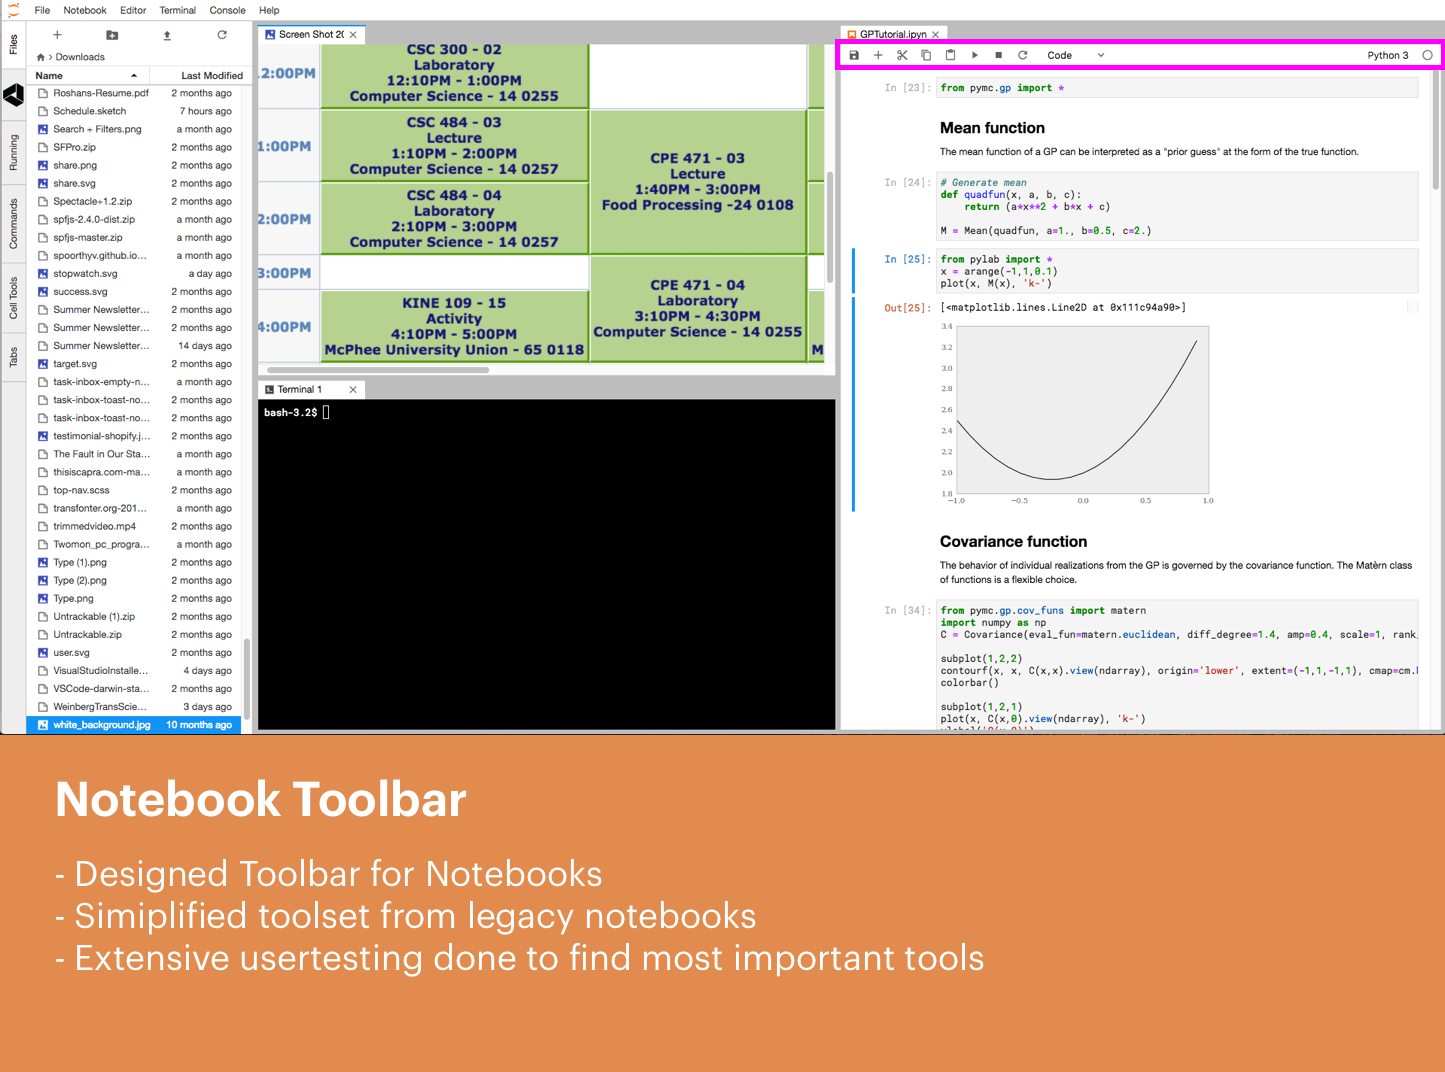 File Notebook Editor Terminal Console Help
Files
Running
Commands
Cell Tools
Tabs
Downloads
Name Last Modified
Roshans-Resume.pdf 2 months ago
Schedule.sketch 7 hours ago
Search + Filters.png a month ago
SFPro.zip 2 months ago
share.png 2 months ago
share.svg 2 months ago
Spectacle+1.2.zip 2 months ago
spfjs-2.4.0-dist.zip a month ago
spfjs-master.zip a month ago
spoorthyv.github.io... a month ago
stopwatch.svg a day ago
success.svg 2 months ago
Summer Newsletter... 2 months ago
Summer Newsletter... 2 months ago
Summer Newsletter... 14 days ago
target.svg 2 months ago
task-inbox-empty-n... a month ago
task-inbox-toast-no... 2 months ago
task-inbox-toast-no... 2 months ago
testimonial-shopify.j... 2 months ago
The Fault in Our Sta... a month ago
thisiscapra.com-ma... a month ago
top-nav.scss 2 months ago
transfonter.org-201... a month ago
trimmedvideo.mp4 2 months ago
Twomon_pc_progra... a month ago
Type (1).png 2 months ago
Type (2).png 2 months ago
Type.png 2 months ago
Untrackable (1).zip 2 months ago
Untrackable.zip 2 months ago
user.svg 2 months ago
VisualStudioInstalle... 4 days ago
VSCode-darwin-sta... 2 months ago
WeinbergTransScie... 3 days ago
white_background.jpg 10 months ago
Screen Shot 20
2:00PM
1:00PM
2:00PM
3:00PM
4:00PM
CSC 300 - 02
Laboratory
12:10PM - 1:00PM
Computer Science - 14 0255
CSC 484 - 03
Lecture
1:10PM - 2:00PM
Computer Science - 14 0257
CSC 484 - 04
Laboratory
2:10PM - 3:00PM
Computer Science - 14 0257
KINE 109 - 15
Activity
4:10PM - 5:00PM
McPhee University Union - 65 0118
CPE 471 - 03
Lecture
1:40PM - 3:00PM
Food Processing -24 0108
CPE 471 - 04
Laboratory
3:10PM - 4:30PM
Computer Science - 14 0255
M
Terminal 1
bash-3.2$
GPTutorial.ipyn
Code Python 3
In [23]: from pymc.gp import *
Mean function
The mean function of a GP can be interpreted as a "prior guess" at the form of the true function.
In [24]: # Generate mean
def quadfun(x, a, b, c):
return (a*x**2 + b*x + c)
M = Mean(quadfun, a=1., b=0.5, c=2.)
In [25]: from pylab import *
x = arange(-1,1,0.1)
plot(x, M(x), 'k-')
Out[25]: [<matplotlib.lines.Line2D at 0x111c94a90>]
3.4
3.2
3.0
2.8
2.6
2.4
2.2
2.0
1.8
−1.0 −0.5 0.0 0.5 1.0
Covariance function
The behavior of individual realizations from the GP is governed by the covariance function. The Matèrn class
of functions is a flexible choice.
In [34]: from pymc.gp.cov_funs import matern
import numpy as np
C = Covariance(eval_fun=matern.euclidean, diff_degree=1.4, amp=0.4, scale=1, rank
subplot(1,2,2)
contourf(x, x, C(x,x).view(ndarray), origin='lower', extent=(-1,1,-1,1), cmap=cm.
colorbar()
subplot(1,2,1)
plot(x, C(x,0).view(ndarray), 'k-')
Notebook Toolbar
- Designed Toolbar for Notebooks
- Simiplified toolset from legacy notebooks
- Extensive usertesting done to find most important tools